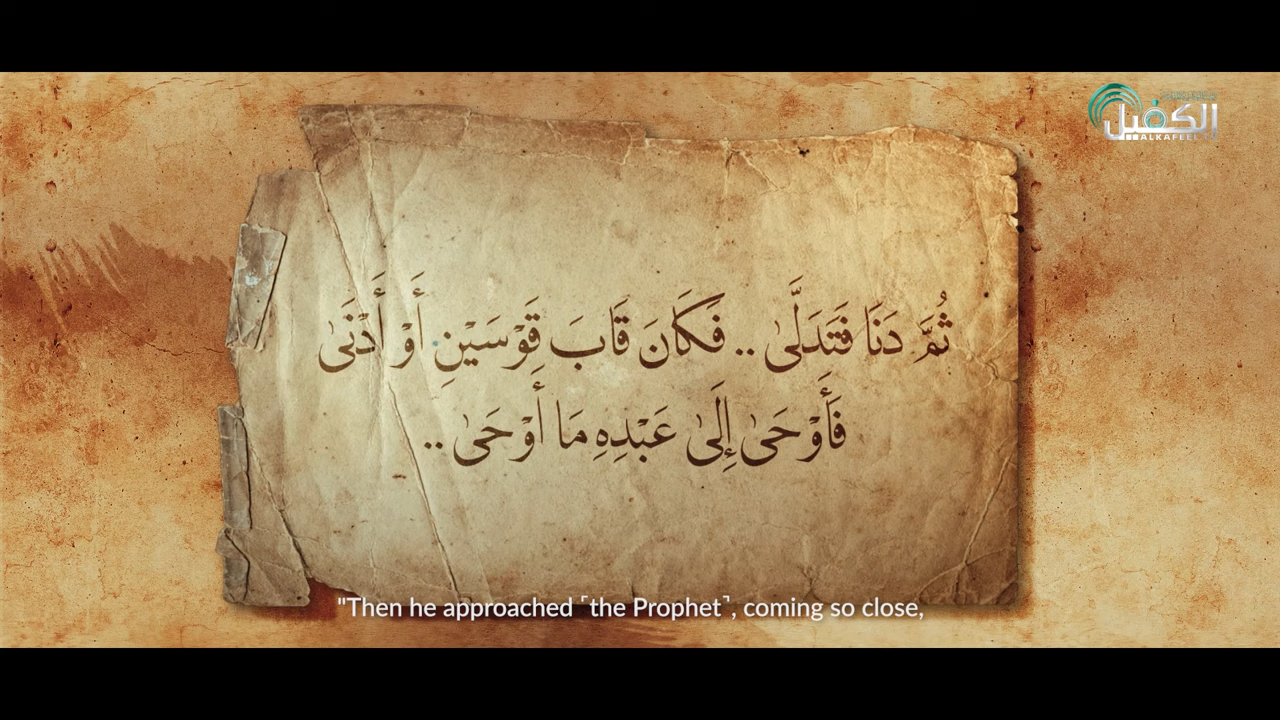 الكفيل
ALKAFEEL
ثُمَّ دَنَا فَتَدَلَّىٰ .. فَكَانَ قَابَ قَوْسَيْنِ أَوْ أَدْنَىٰ
فَأَوْحَىٰ إِلَىٰ عَبْدِهِ مَا أَوْحَىٰ ..
"Then he approached ˹the Prophet˺, coming so close,